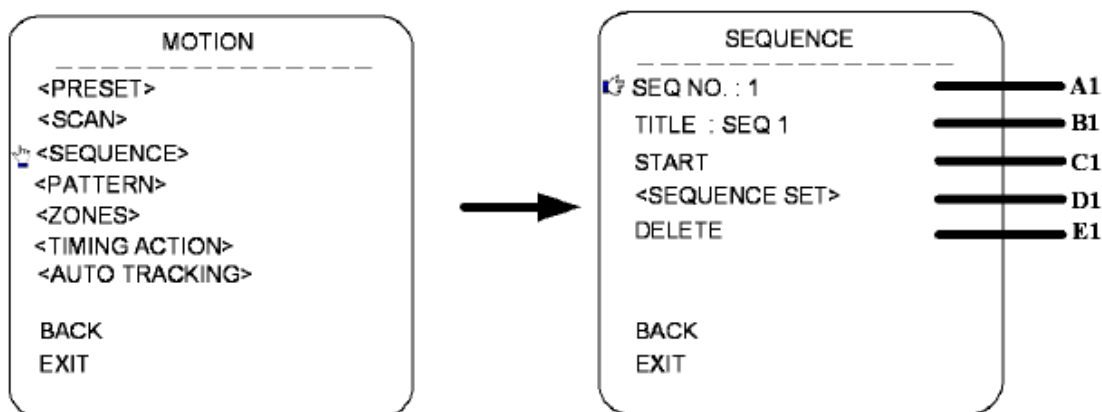 MOTION
<PRESET>
<SCAN>
<SEQUENCE>
<PATTERN>
<ZONES>
<TIMING ACTION>
<AUTO TRACKING>
BACK
EXIT
SEQUENCE
SEQ NO. : 1
A1
TITLE : SEQ 1
B1
START
C1
<SEQUENCE SET>
D1
DELETE
E1
BACK
EXIT